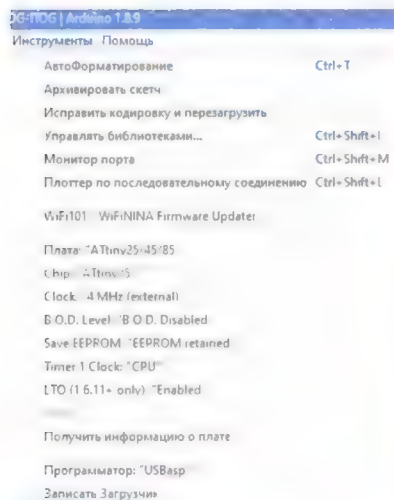 | Arduino 1.8.9
Инструменты Помощь
АвтоФорматирование Ctrl+T
Архивировать скетч
Исправить кодировку и перезагрузить
Управлять библиотеками... Ctrl+Shift+I
Монитор порта Ctrl+Shift+M
Плоттер по последовательному соединению Ctrl+Shift+L
WiFi101 WiFiNINA Firmware Updater
Плата: "ATtiny25/45/85
Chip
Clock 4 MHz (external)
B.O.D. Level "B.O.D. Disabled
Save EEPROM "EEPROM retained
Timer 1 Clock: "CPU"
LTO (1.6.11+ only) "Enabled
Получить информацию о плате
Программатор: "USBasp
Записать Загрузчик